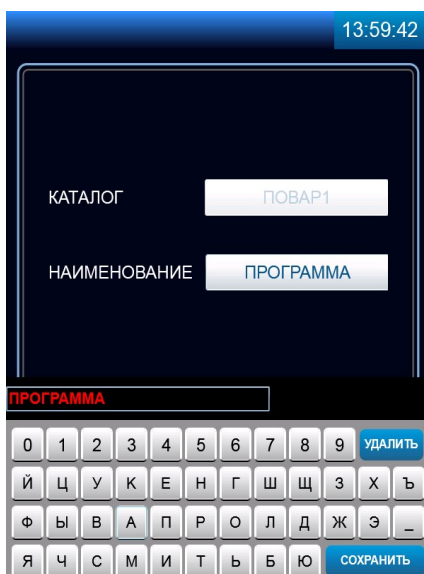 13:59:42
КАТАЛОГ ПОВАР1
НАИМЕНОВАНИЕ ПРОГРАММА
ПРОГРАММА
0 1 2 3 4 5 6 7 8 9 УДАЛИТЬ
Й Ц У К Е Н Г Ш Щ З Х Ъ
Ф Ы В А П Р О Л Д Ж Э _
Я Ч С М И Т Ь Б Ю СОХРАНИТЬ